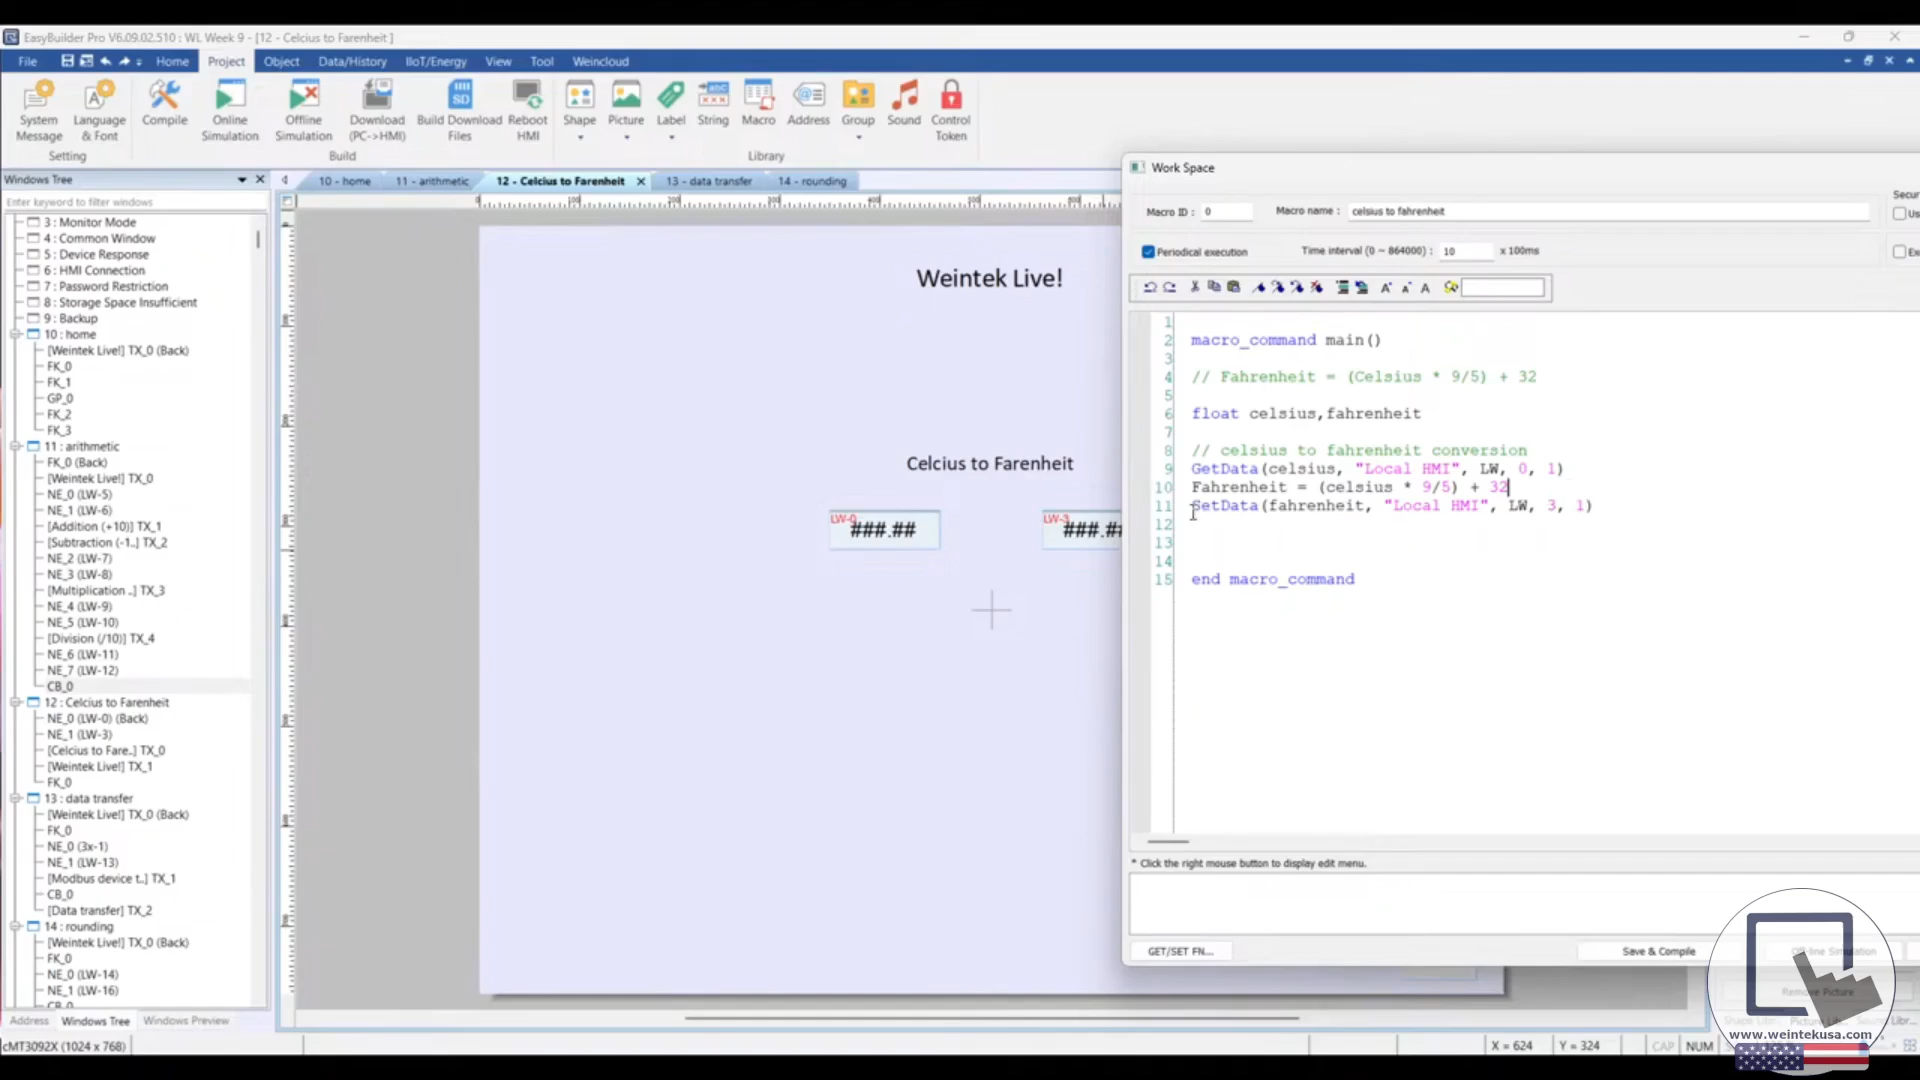 EasyBuilder Pro V6.09.02.510 : WL Week 9 - [12 - Celcius to Farenheit ]
File Home Project Object Data/History IIoT/Energy View Tool Weincloud
System Message
Language & Font
Compile
Online Simulation
Offline Simulation
Download (PC->HMI)
Build Download Files
Reboot HMI
Shape Picture Label String Macro Address Group Sound
Control Token
Setting Build Library
Windows Tree
Enter keyword to filter windows
3 : Monitor Mode
4 : Common Window
5 : Device Response
6 : HMI Connection
7 : Password Restriction
8 : Storage Space Insufficient
9 : Backup
10 : home
[Weintek Live!] TX_0 (Back)
FK_0
FK_1
GP_0
FK_2
FK_3
11 : arithmetic
FK_0 (Back)
[Weintek Live!] TX_0
NE_0 (LW-5)
NE_1 (LW-6)
[Addition (+10)] TX_1
[Subtraction (-1..] TX_2
NE_2 (LW-7)
NE_3 (LW-8)
[Multiplication ..] TX_3
NE_4 (LW-9)
NE_5 (LW-10)
[Division (/10)] TX_4
NE_6 (LW-11)
NE_7 (LW-12)
CB_0
12 : Celcius to Farenheit
NE_0 (LW-0) (Back)
NE_1 (LW-3)
[Celcius to Fare..] TX_0
[Weintek Live!] TX_1
FK_0
13 : data transfer
[Weintek Live!] TX_0 (Back)
FK_0
NE_0 (3x-1)
NE_1 (LW-13)
[Modbus device t..] TX_1
CB_0
[Data transfer] TX_2
14 : rounding
[Weintek Live!] TX_0 (Back)
FK_0
NE_0 (LW-14)
NE_1 (LW-16)
CB_0
Address Windows Tree Windows Preview
cMT3092X (1024 x 768)
10 - home 11 - arithmetic 12 - Celcius to Farenheit 13 - data transfer 14 - rounding
Weintek Live!
Celcius to Farenheit
LW-0 ###.##
LW-3 ###.##
Work Space
Macro ID : 0 Macro name : celsius to fahrenheit
Secur
Us
Periodical execution Time interval (0 ~ 864000) : 10 x 100ms
Ex
1
2 macro_command main()
3
4 // Fahrenheit = (Celsius * 9/5) + 32
5
6 float celsius,fahrenheit
7
8 // celsius to fahrenheit conversion
9 GetData(celsius, "Local HMI", LW, 0, 1)
10 Fahrenheit = (celsius * 9/5) + 32
11 SetData(fahrenheit, "Local HMI", LW, 3, 1)
12
13
14
15 end macro_command
* Click the right mouse button to display edit menu.
GET/SET FN... Save & Compile Off-line Simulation
Remove Picture
www.weintekusa.com
X = 624 Y = 324 CAP NUM